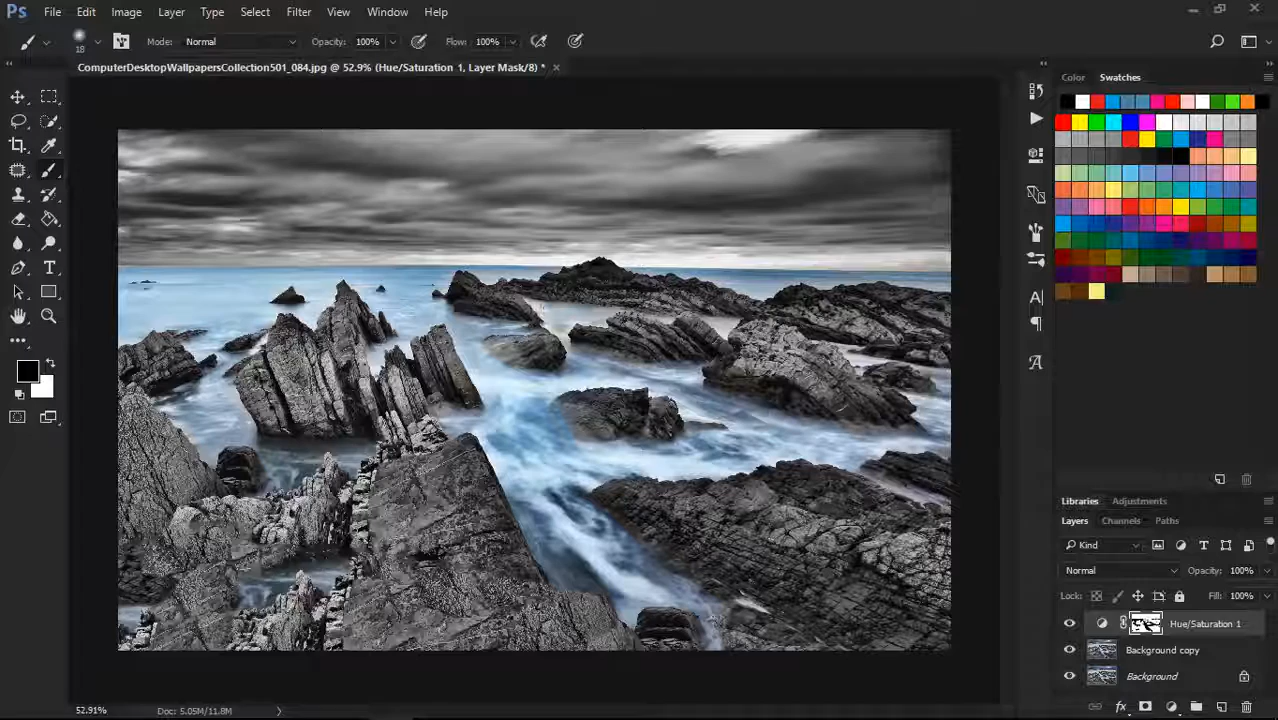 Ps File Edit Image Layer Type Select Filter View Window Help
18 Mode: Normal Opacity: 100% Flow: 100%
ComputerDesktopWallpapersCollection501_084.jpg @ 52.9% (Hue/Saturation 1, Layer Mask/8) *
Color Swatches
Libraries Adjustments
Layers Channels Paths
Kind
Normal Opacity: 100%
Lock: Fill: 100%
Hue/Saturation 1
Background copy
Background
52.91% Doc: 5.05M/11.8M